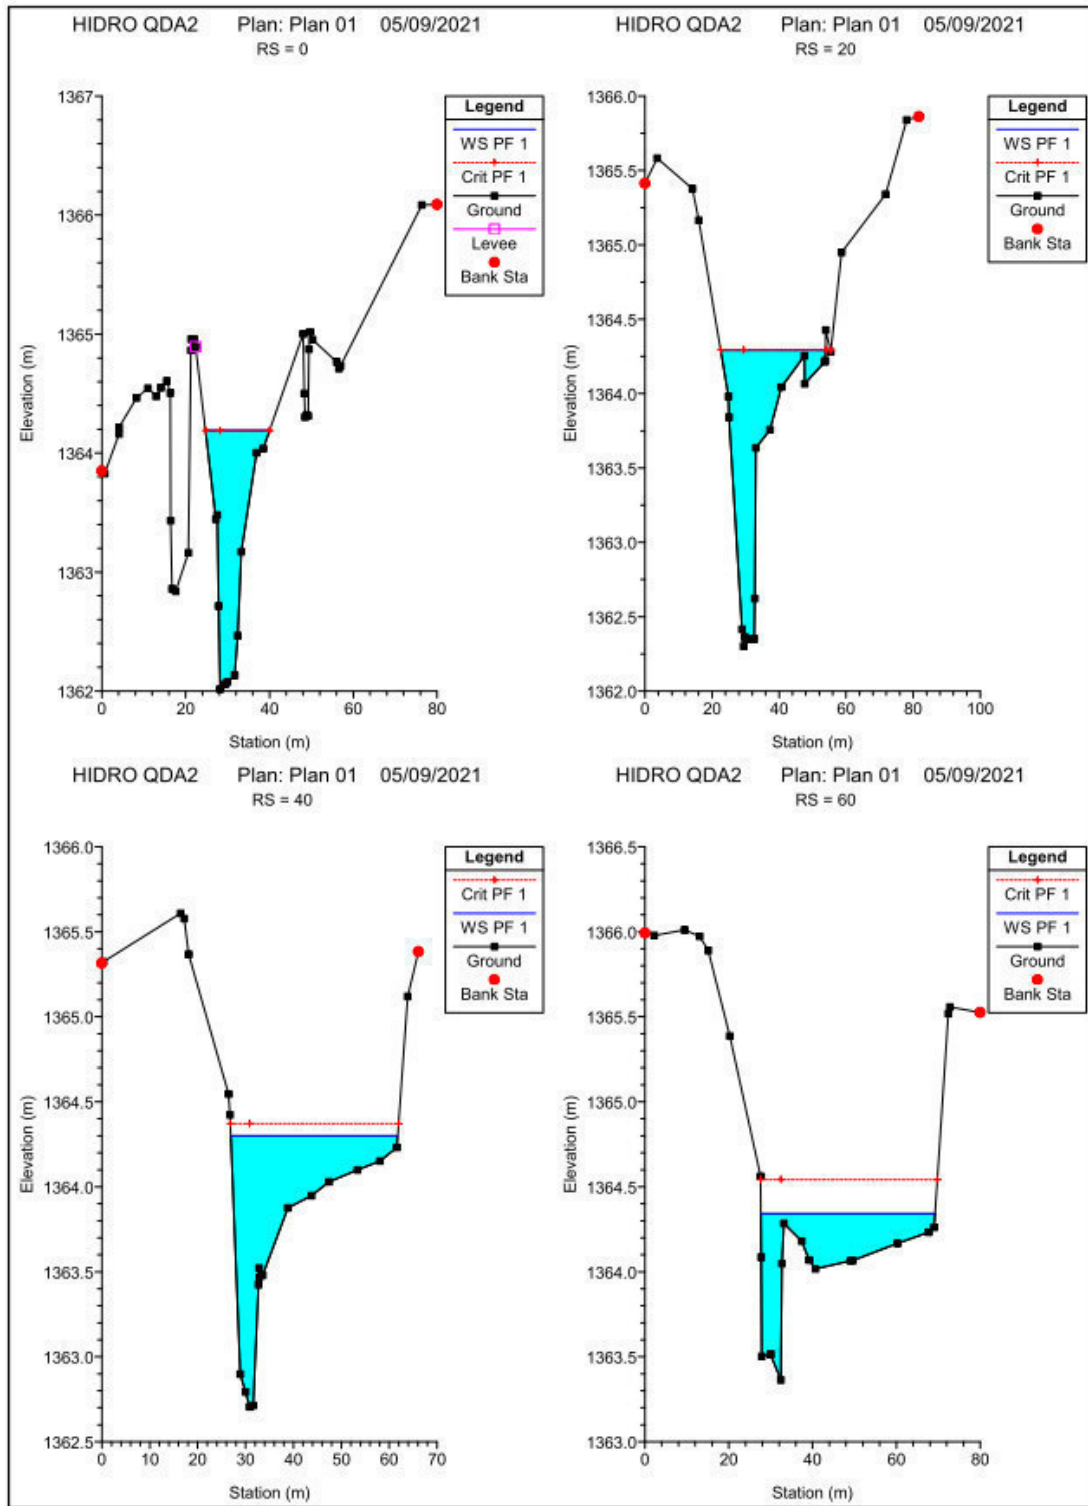 HIDRO QDA2 Plan: Plan 01 05/09/2021
RS = 0
Legend
WS PF 1
Crit PF 1
Ground
Levee
Bank Sta
1367
1366
1365
1364
1363
1362
Elevation (m)
0 20 40 60 80
Station (m)
HIDRO QDA2 Plan: Plan 01 05/09/2021
RS = 20
Legend
WS PF 1
Crit PF 1
Ground
Bank Sta
1366.0
1365.5
1365.0
1364.5
1364.0
1363.5
1363.0
1362.5
1362.0
Elevation (m)
0 20 40 60 80 100
Station (m)
HIDRO QDA2 Plan: Plan 01 05/09/2021
RS = 40
Legend
Crit PF 1
WS PF 1
Ground
Bank Sta
1366.0
1365.5
1365.0
1364.5
1364.0
1363.5
1363.0
1362.5
Elevation (m)
0 10 20 30 40 50 60 70
Station (m)
HIDRO QDA2 Plan: Plan 01 05/09/2021
RS = 60
Legend
Crit PF 1
WS PF 1
Ground
Bank Sta
1366.5
1366.0
1365.5
1365.0
1364.5
1364.0
1363.5
1363.0
Elevation (m)
0 20 40 60 80
Station (m)